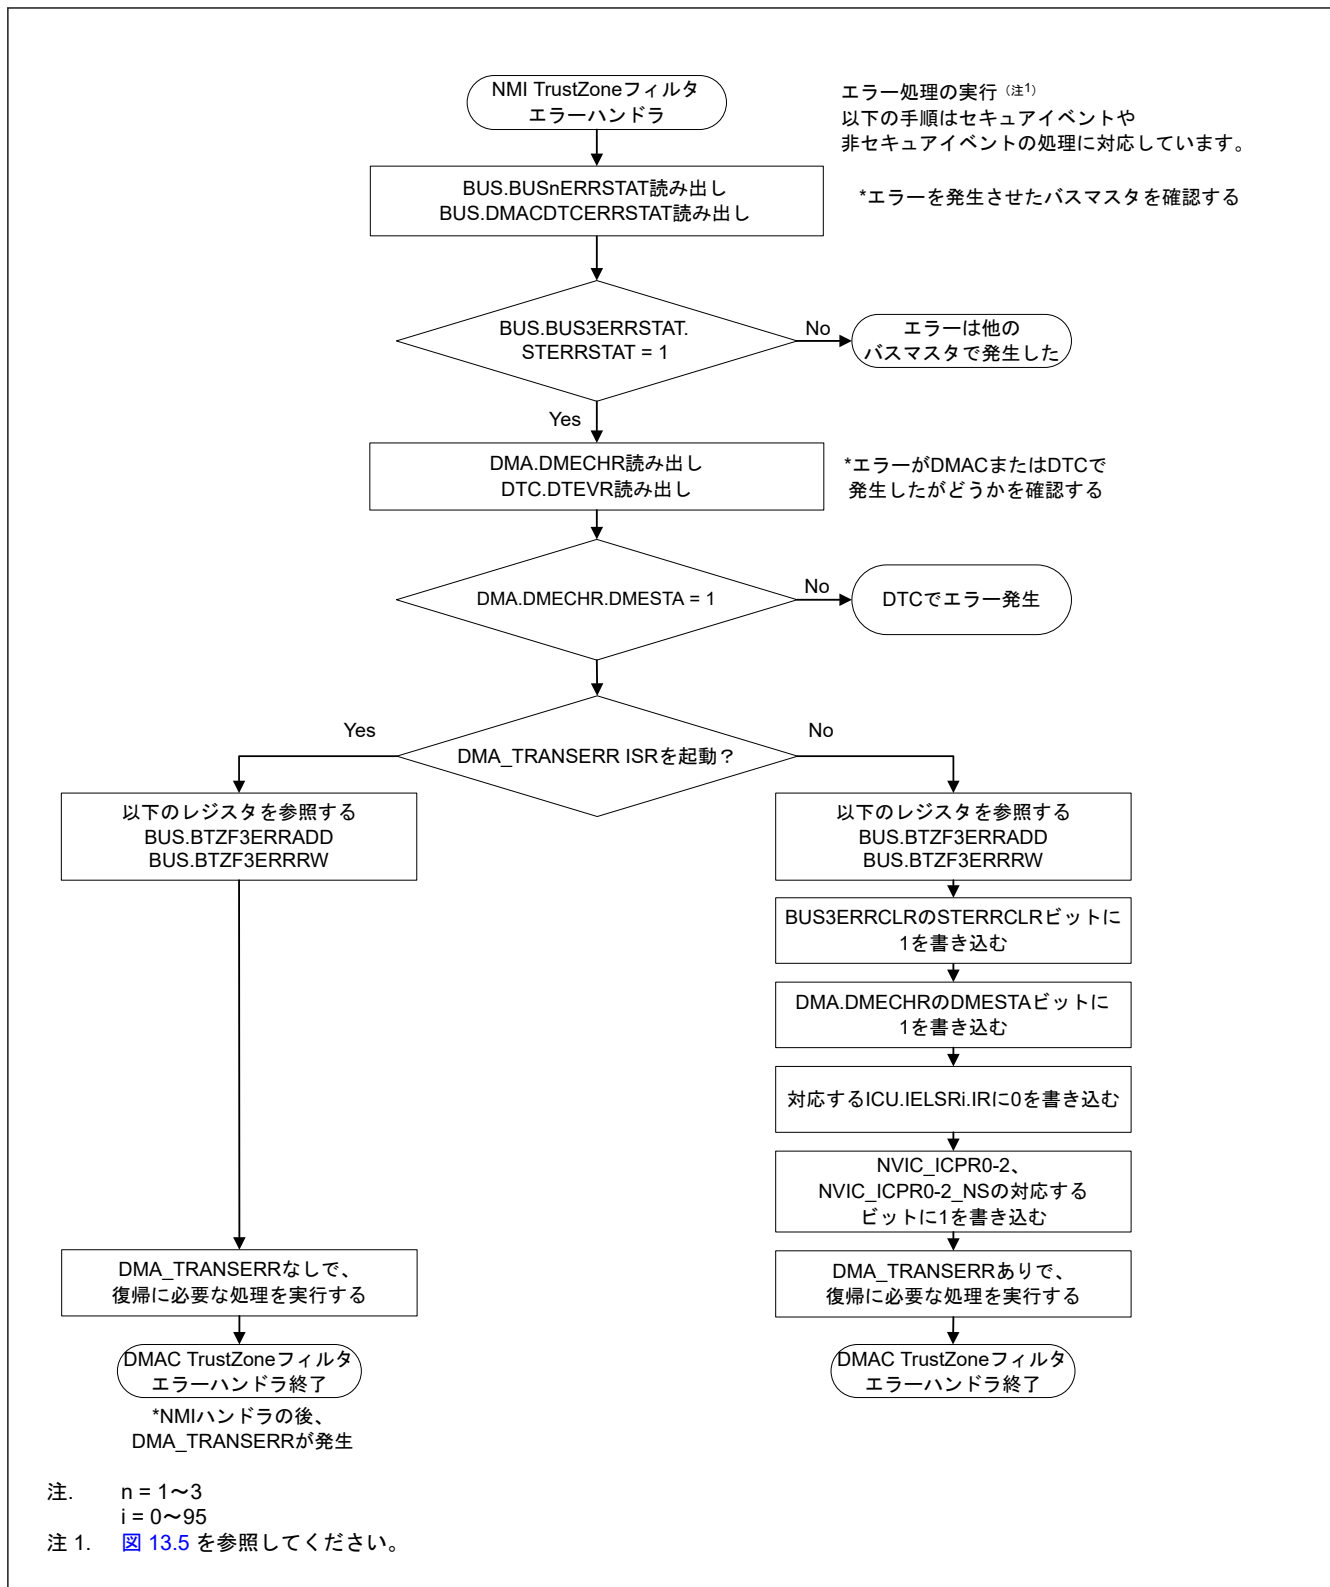 NMI TrustZoneフィルタ
エラーハンドラ
エラー処理の実行（注1）
以下の手順はセキュアイベントや
非セキュアイベントの処理に対応しています。
BUS.BUSnERRSTAT読み出し
BUS.DMACDTCERRSTAT読み出し
*エラーを発生させたバスマスタを確認する
BUS.BUS3ERRSTAT.
STERRSTAT = 1
No
エラーは他の
バスマスタで発生した
Yes
DMA.DMECHR読み出し
DTC.DTEVR読み出し
*エラーがDMACまたはDTCで
発生したがどうかを確認する
DMA.DMECHR.DMESTA = 1
No
DTCでエラー発生
Yes
DMA_TRANSERR ISRを起動？
No
以下のレジスタを参照する
BUS.BTZF3ERRADD
BUS.BTZF3ERRRW
以下のレジスタを参照する
BUS.BTZF3ERRADD
BUS.BTZF3ERRRW
BUS3ERRCLRのSTERRCLRビットに
1を書き込む
DMA.DMECHRのDMESTAビットに
1を書き込む
対応するICU.IELSRi.IRに0を書き込む
NVIC_ICPR0-2、
NVIC_ICPR0-2_NSの対応する
ビットに1を書き込む
DMA_TRANSERRなしで、
復帰に必要な処理を実行する
DMA_TRANSERRありで、
復帰に必要な処理を実行する
DMAC TrustZoneフィルタ
エラーハンドラ終了
DMAC TrustZoneフィルタ
エラーハンドラ終了
*NMIハンドラの後、
DMA_TRANSERRが発生
注. n = 1～3
i = 0～95
注 1. 図 13.5 を参照してください。